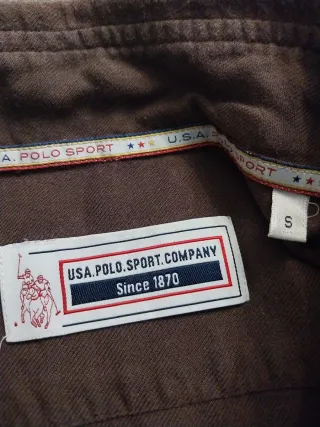 U.S.A. POLO SPORT ★★★ U.S.A. POLO SPORT
S
USA.POLO.SPORT.COMPANY
Since 1870